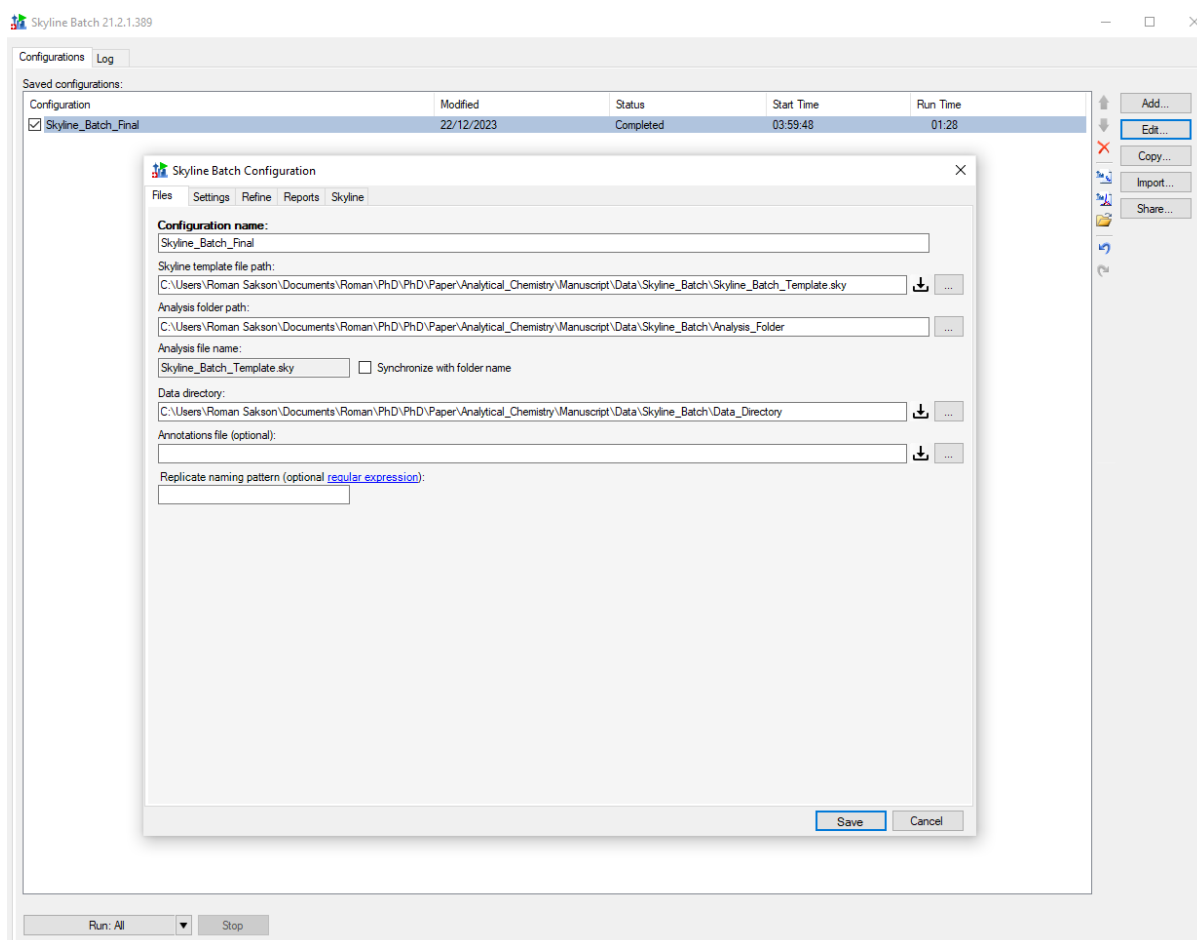 Skyline Batch 21.2.1.389
Configurations Log
Saved configurations:
Configuration Modified Status Start Time Run Time
Skyline_Batch_Final 22/12/2023 Completed 03:59:48 01:28
Add...
Edit...
Copy...
Import...
Share...
Skyline Batch Configuration
Files Settings Refine Reports Skyline
Configuration name:
Skyline_Batch_Final
Skyline template file path:
C:\Users\Roman Sakson\Documents\Roman\PhD\PhD\Paper\Analytical_Chemistry\Manuscript\Data\Skyline_Batch\Skyline_Batch_Template.sky
...
Analysis folder path:
C:\Users\Roman Sakson\Documents\Roman\PhD\PhD\Paper\Analytical_Chemistry\Manuscript\Data\Skyline_Batch\Analysis_Folder
...
Analysis file name:
Skyline_Batch_Template.sky Synchronize with folder name
Data directory:
C:\Users\Roman Sakson\Documents\Roman\PhD\PhD\Paper\Analytical_Chemistry\Manuscript\Data\Skyline_Batch\Data_Directory
...
Annotations file (optional):
...
Replicate naming pattern (optional regular expression):
Save Cancel
Run: All Stop